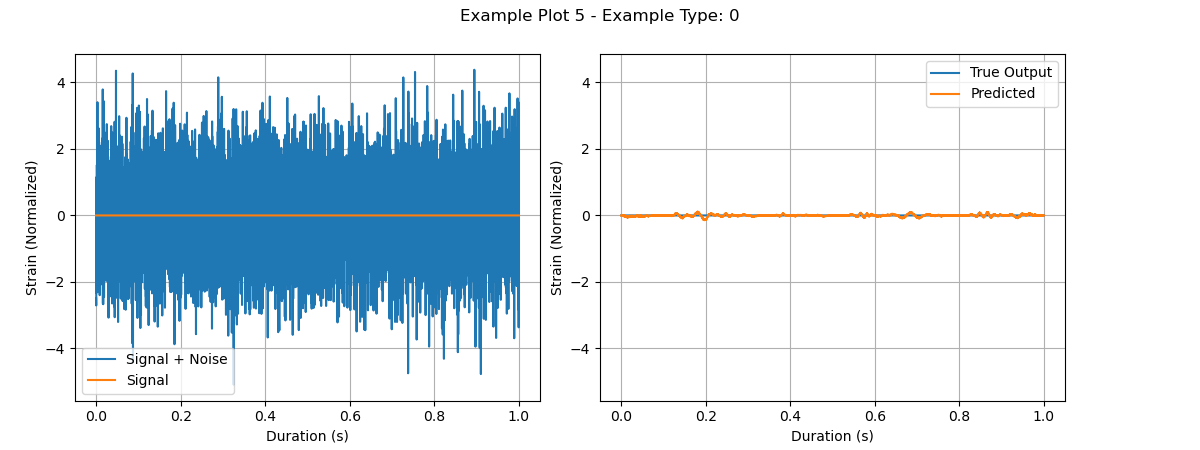 Example Plot 5 - Example Type: 0
Strain (Normalized)
4
2
0
−2
−4
Signal + Noise
Signal
0.0 0.2 0.4 0.6 0.8 1.0
Duration (s)
Strain (Normalized)
4
2
0
−2
−4
True Output
Predicted
0.0 0.2 0.4 0.6 0.8 1.0
Duration (s)